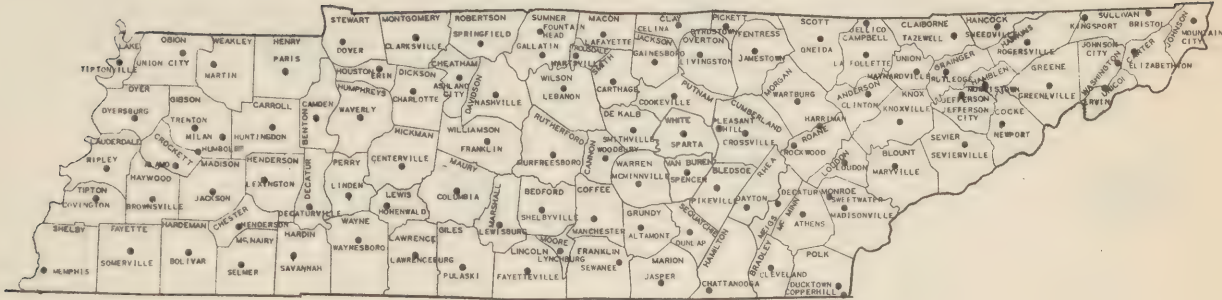 STEWART
MONTGOMERY
ROBERTSON
SUMNER
MACON
CLAY
PICKETT
SCOTT
CLAIBORNE
HANCOCK
SULLIVAN
JOHNSON
LAKE
OBION
WEAKLEY
HENRY
DOVER
CLARKSVILLE
SPRINGFIELD
FOUNTAIN
HEAD
GALLATIN
LAFAYETTE
CELINA
BYRDSTOWN
FENTRESS
JELLICO
CAMPBELL
TAZEWELL
SNEEDVILLE
HAWKINS
KINGSPORT
BRISTOL
MOUNTAIN
CITY
TIPTONVILLE
UNION CITY
MARTIN
PARIS
HOUSTON
ERIN
DICKSON
CHEATHAM
ASHLAND
CITY
DAVIDSON
TROUSDALE
HARTSVILLE
SMITH
JACKSON
GAINESBORO
OVERTON
LIVINGSTON
JAMESTOWN
ONEIDA
LA FOLLETTE
UNION
MAYNARDVILLE
GRAINGER
RUTLEDGE
HAMBLEN
MORRISTOWN
ROGERSVILLE
GREENE
GREENEVILLE
JOHNSON
CITY
WASHINGTON
CARTER
ELIZABETHTON
UNICOI
ERWIN
DYER
DYERSBURG
GIBSON
TRENTON
MILAN
HUMBOLDT
CARROLL
HUNTINGDON
CAMDEN
BENTON
HUMPHREYS
WAVERLY
CHARLOTTE
NASHVILLE
WILSON
LEBANON
CARTHAGE
DE KALB
SMITHVILLE
PUTNAM
COOKEVILLE
CUMBERLAND
CROSSVILLE
PLEASANT
HILL
MORGAN
WARTBURG
ANDERSON
CLINTON
KNOX
KNOXVILLE
JEFFERSON
JEFFERSON
CITY
COCKE
NEWPORT
SEVIER
SEVIERVILLE
LAUDERDALE
RIPLEY
CROCKETT
ALAMO
HAYWOOD
BROWNSVILLE
MADISON
JACKSON
HENDERSON
LEXINGTON
DECATUR
DECATURVILLE
PERRY
LINDEN
HICKMAN
CENTERVILLE
WILLIAMSON
FRANKLIN
RUTHERFORD
MURFREESBORO
CANNON
WOODBURY
WARREN
MCMINNVILLE
WHITE
SPARTA
VAN BUREN
SPENCER
BLEDSOE
PIKEVILLE
RHEA
DAYTON
HARRIMAN
ROANE
ROCKWOOD
LOUDON
LOUDON
BLOUNT
MARYVILLE
TIPTON
COVINGTON
LEWIS
HOHENWALD
MAURY
COLUMBIA
MARSHALL
LEWISBURG
BEDFORD
SHELBYVILLE
COFFEE
MANCHESTER
GRUNDY
ALTAMONT
SEQUATCHIE
DUNLAP
HAMILTON
CHATTANOOGA
MEIGS
DECATUR
MC MINN
ATHENS
MONROE
SWEETWATER
MADISONVILLE
SHELBY
MEMPHIS
FAYETTE
SOMERVILLE
HARDEMAN
BOLIVAR
CHESTER
HENDERSON
MC NAIRY
SELMER
HARDIN
SAVANNAH
WAYNE
WAYNESBORO
LAWRENCE
LAWRENCEBURG
GILES
PULASKI
LINCOLN
FAYETTEVILLE
MOORE
LYNCHBURG
FRANKLIN
SEWANEE
MARION
JASPER
BRADLEY
CLEVELAND
POLK
DUCKTOWN
COPPERHILL